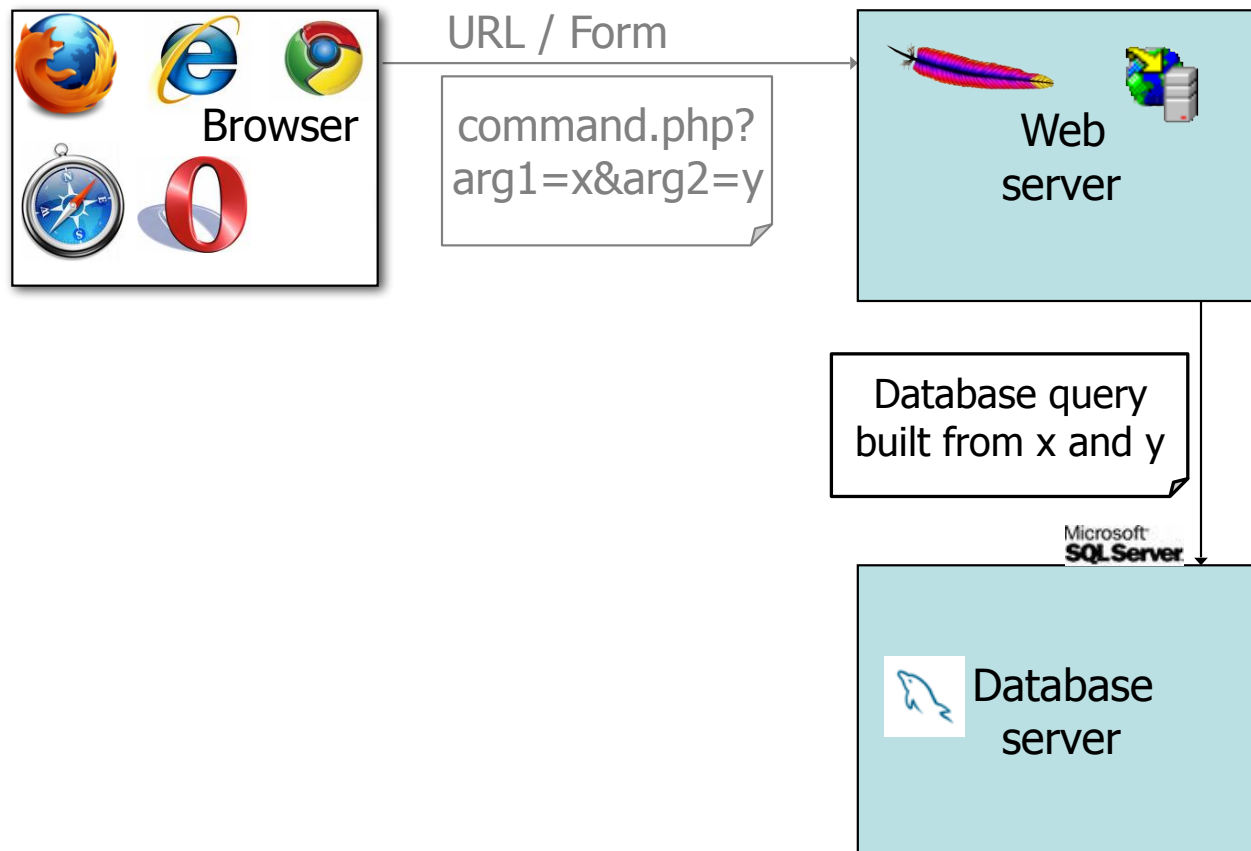 URL / Form
Browser
command.php?
arg1=x&arg2=y
Web
server
Database query
built from x and y
Microsoft
SQL Server
Database
server